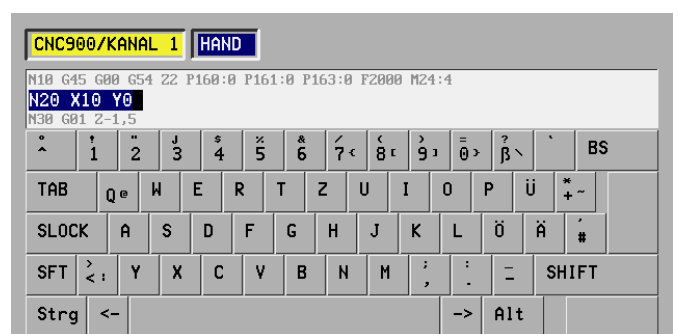 CNC900/KANAL 1 HAND
N10 G45 G00 G54 Z2 P160:0 P161:0 P163:0 F2000 M24:4
N20 X10 Y0
N30 G01 Z-1,5
° ^ ! 1 " 2 J 3 $ 4 % 5 & 6 / 7 < ( 8 [ ) 9 ] = 0 > ? ß \ ` BS
TAB Q @ W E R T Z U I O P Ü * + ~
SLOCK A S D F G H J K L Ö Ä ' #
SFT > < : Y X C V B N M ; , : . _ - SHIFT
Strg <- -> Alt